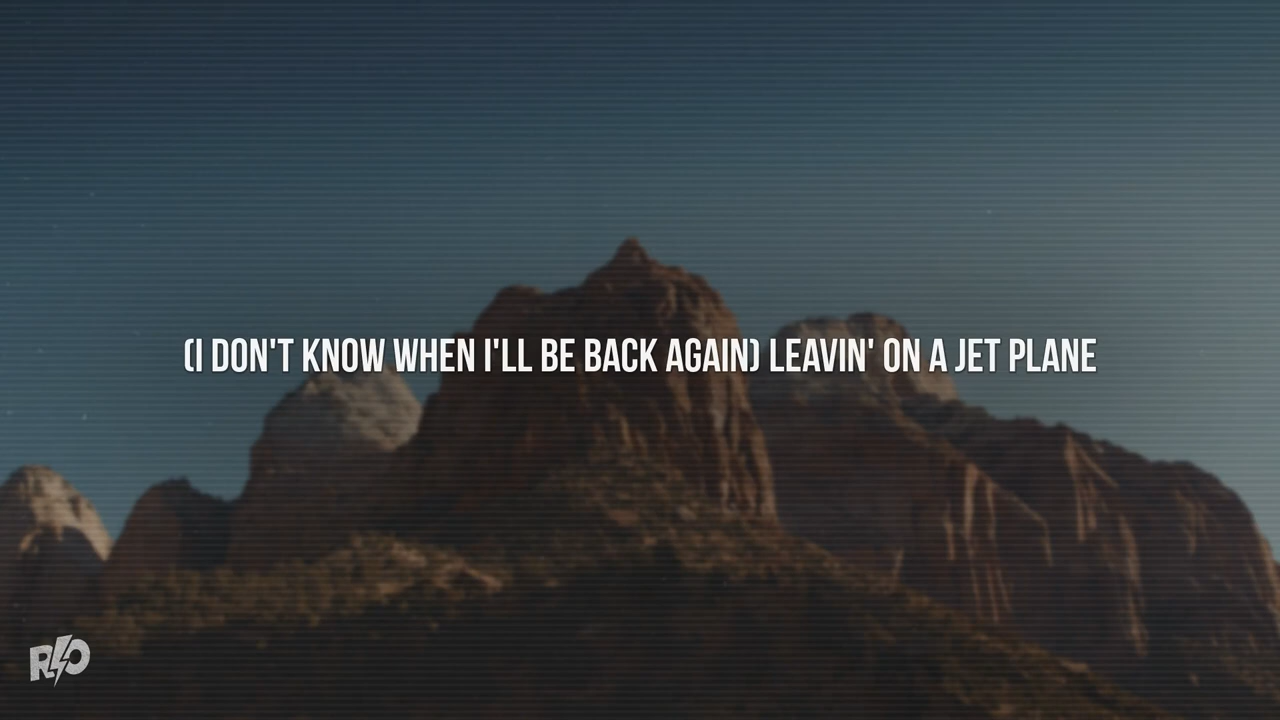 (I DON'T KNOW WHEN I'LL BE BACK AGAIN) LEAVIN' ON A JET PLANE
R⚡O